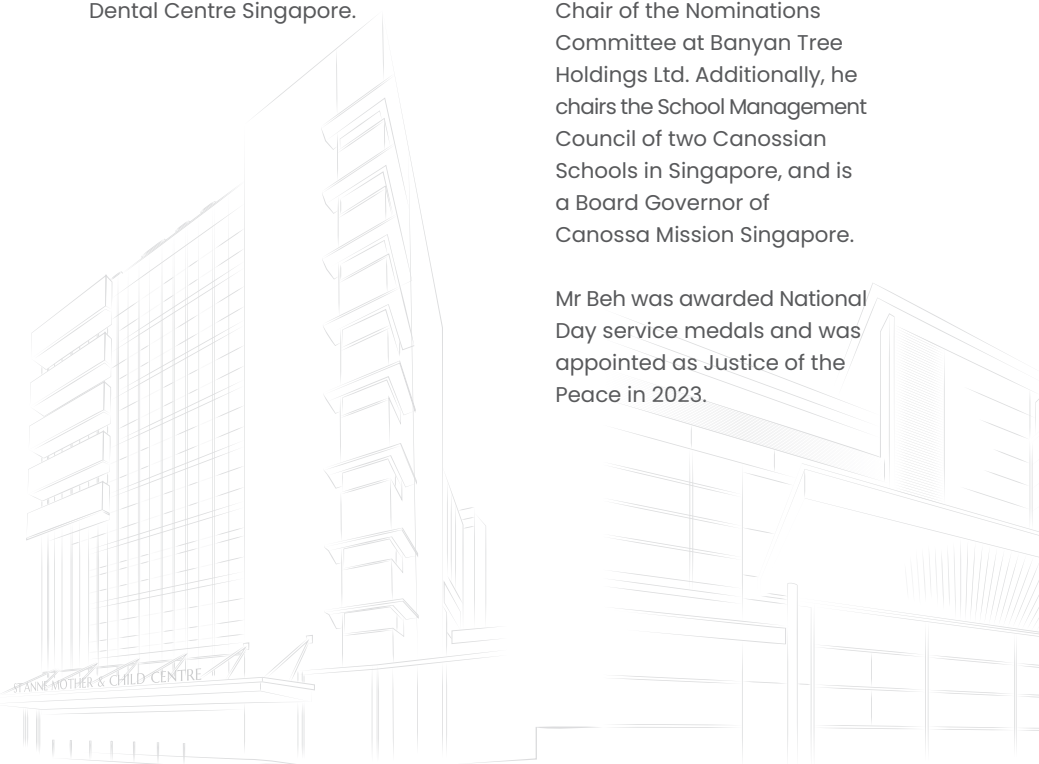 Dental Centre Singapore.
Chair of the Nominations
Committee at Banyan Tree
Holdings Ltd. Additionally, he
chairs the School Management
Council of two Canossian
Schools in Singapore, and is
a Board Governor of
Canossa Mission Singapore.
Mr Beh was awarded National
Day service medals and was
appointed as Justice of the
Peace in 2023.
ST ANNE MOTHER & CHILD CENTRE